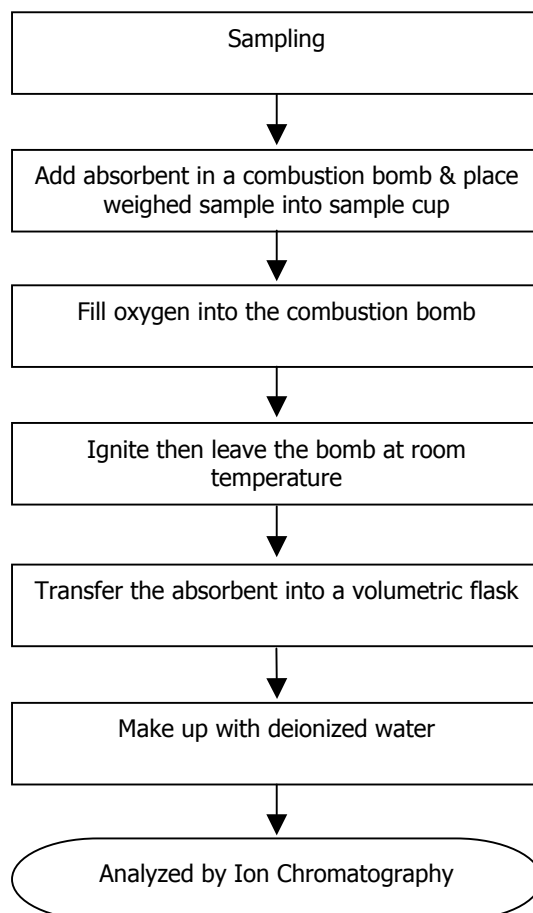 Sampling
Add absorbent in a combustion bomb & place
weighed sample into sample cup
Fill oxygen into the combustion bomb
Ignite then leave the bomb at room
temperature
Transfer the absorbent into a volumetric flask
Make up with deionized water
Analyzed by Ion Chromatography